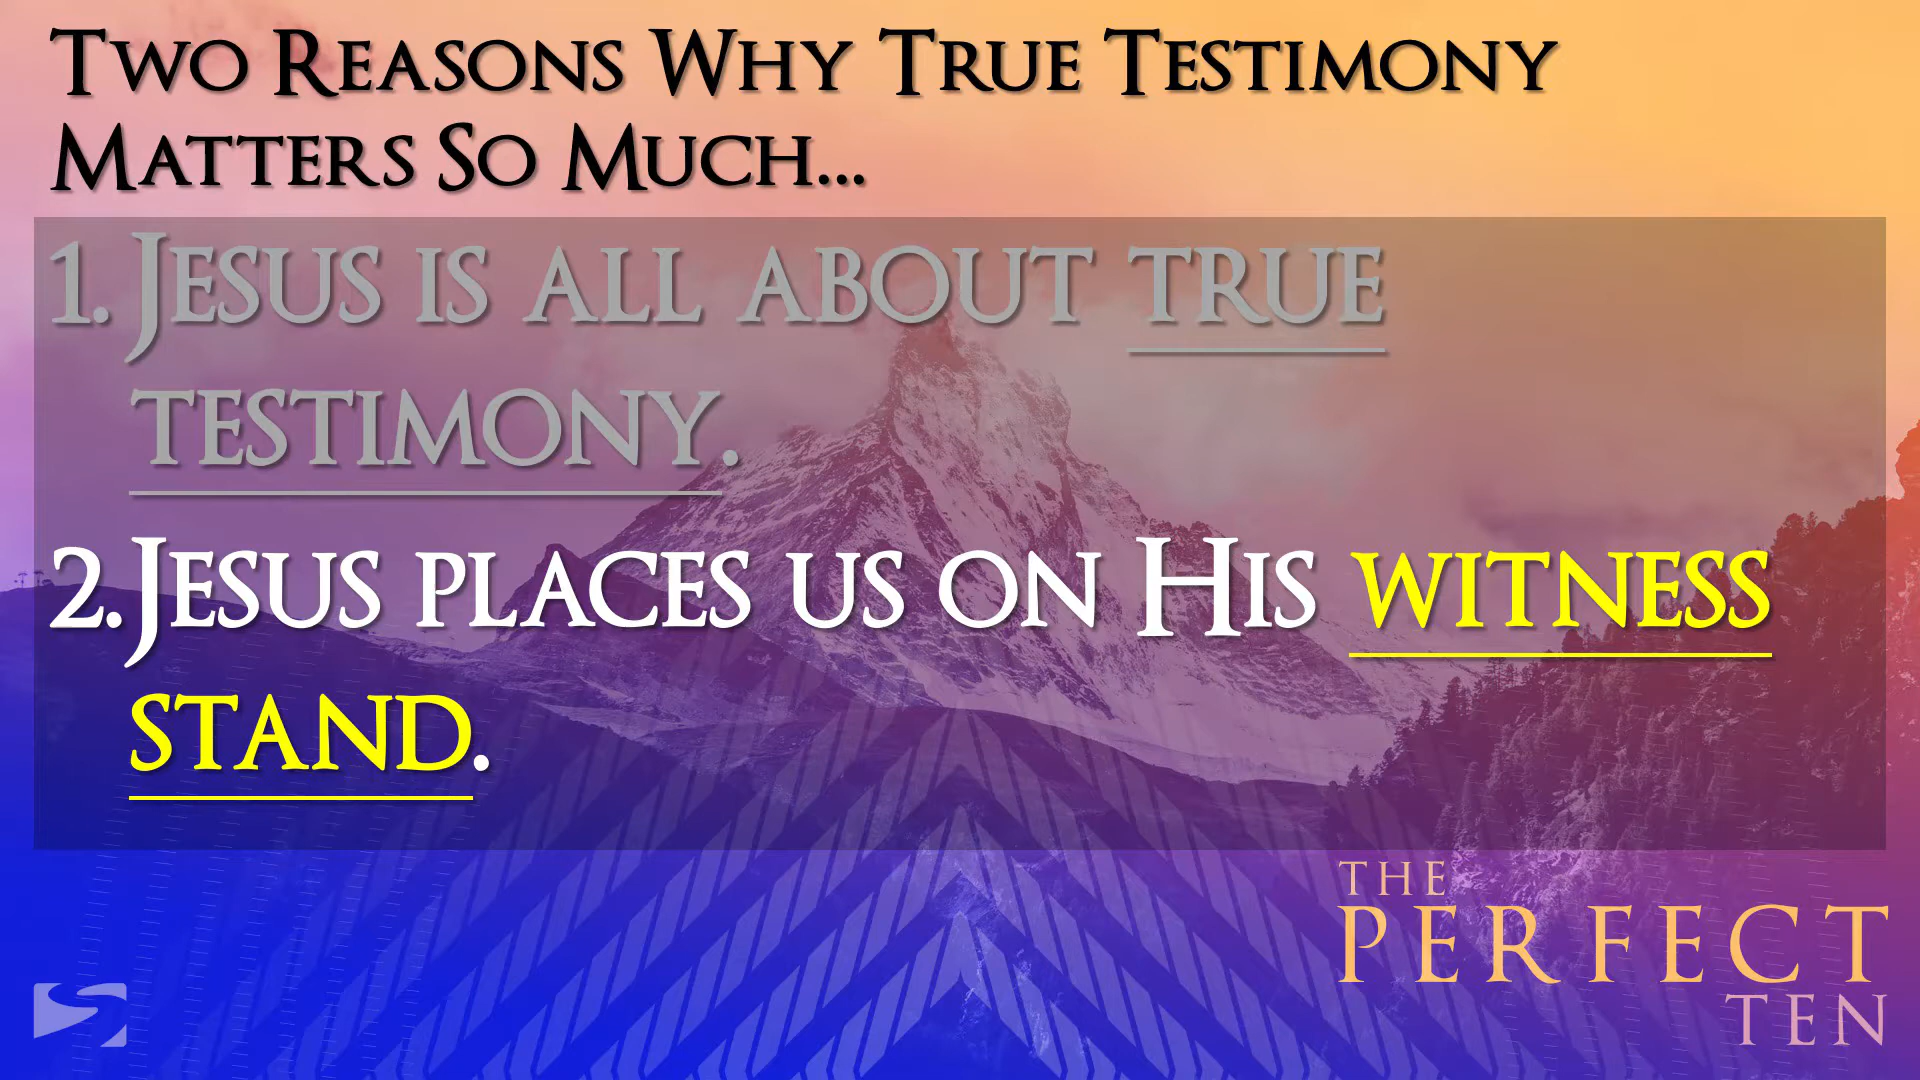 Two Reasons Why True Testimony
Matters So Much...
1. Jesus is all about true
testimony.
2. Jesus places us on His witness
stand.
THE
PERFECT
TEN